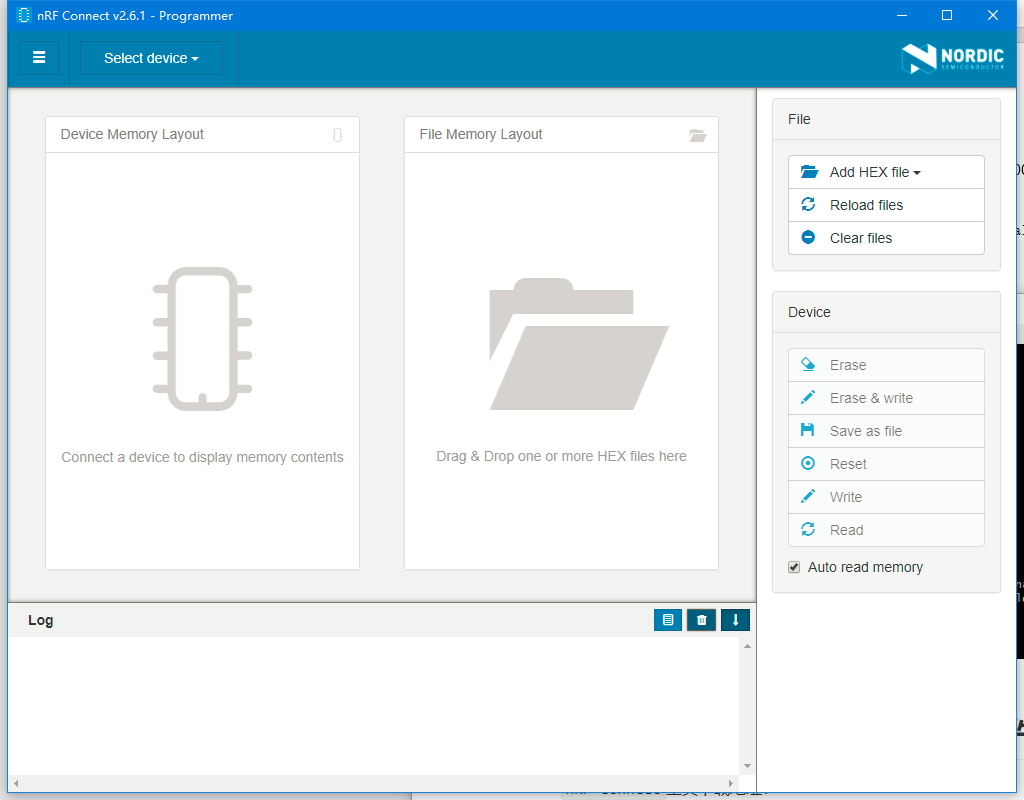 nRF Connect v2.6.1 - Programmer
Select device
NORDIC
SEMICONDUCTOR
Device Memory Layout
File Memory Layout
Connect a device to display memory contents
Drag & Drop one or more HEX files here
File
Add HEX file
Reload files
Clear files
Device
Erase
Erase & write
Save as file
Reset
Write
Read
Auto read memory
Log